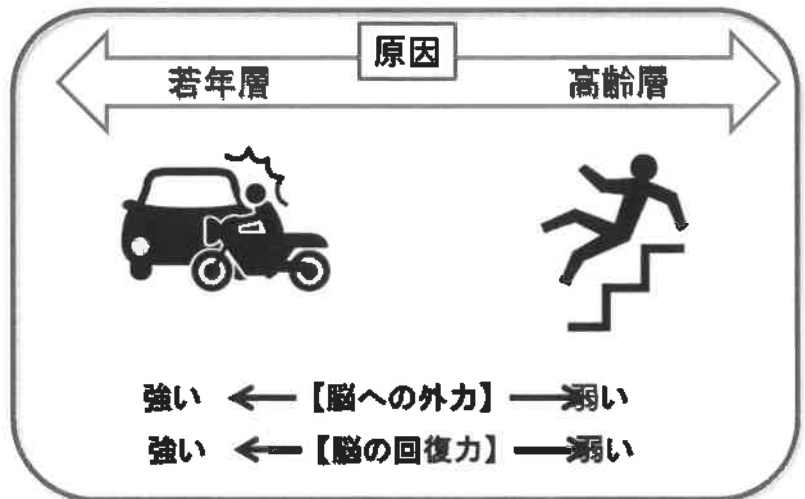 原因
若年層 高齢層
強い ← 【脳への外力】 → 弱い
強い ← 【脳の回復力】 → 弱い